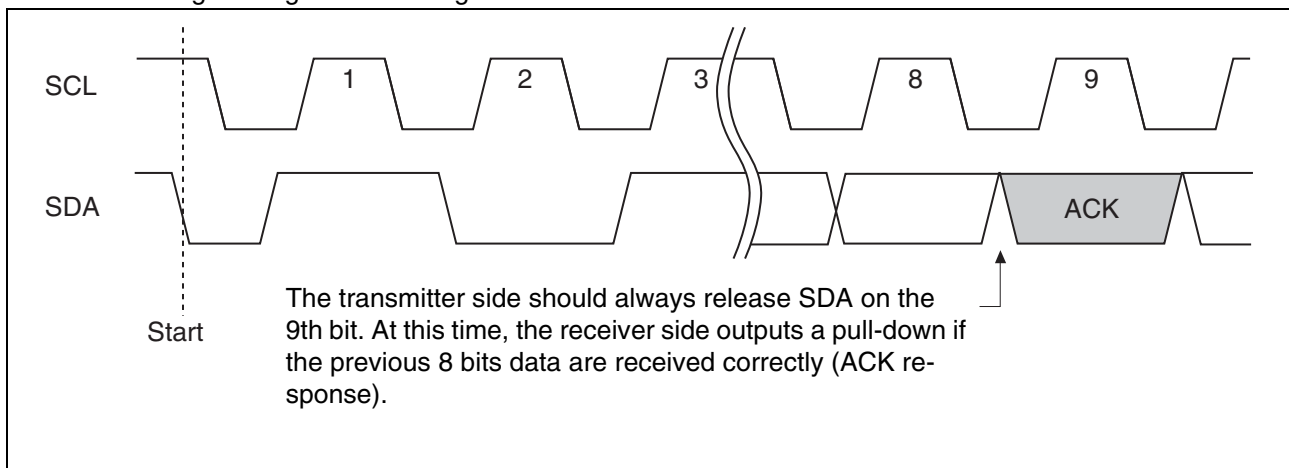 SCL 1 2 3 8 9
SDA ACK
Start
The transmitter side should always release SDA on the
9th bit. At this time, the receiver side outputs a pull-down if
the previous 8 bits data are received correctly (ACK re-
sponse).